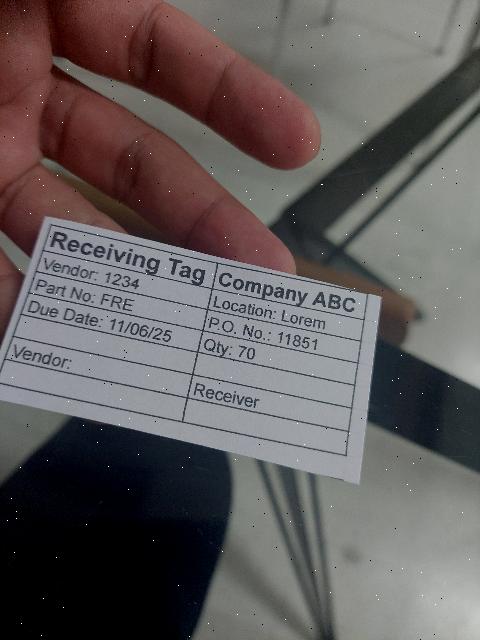 Receiving Tag Company ABC
Vendor: 1234 Location: Lorem
Part No: FRE P.O. No.: 11851
Due Date: 11/06/25 Qty: 70
Vendor: Receiver